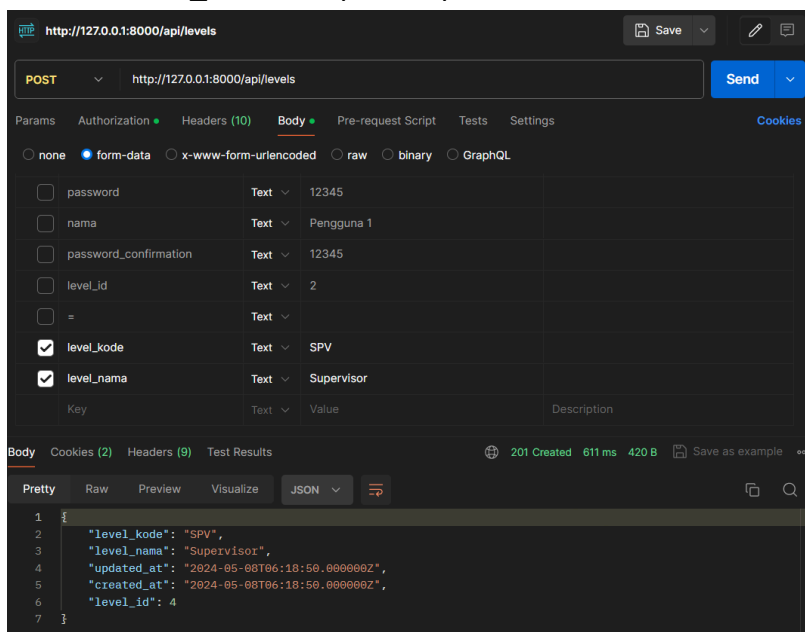 HTTP http://127.0.0.1:8000/api/levels Save
POST http://127.0.0.1:8000/api/levels Send
Params Authorization Headers (10) Body Pre-request Script Tests Settings Cookies
none form-data x-www-form-urlencoded raw binary GraphQL
password Text 12345
nama Text Pengguna 1
password_confirmation Text 12345
level_id Text 2
= Text
level_kode Text SPV
level_nama Text Supervisor
Key Text Value Description
Body Cookies (2) Headers (9) Test Results 201 Created 611 ms 420 B Save as example
Pretty Raw Preview Visualize JSON
1 {
2 "level_kode": "SPV",
3 "level_nama": "Supervisor",
4 "updated_at": "2024-05-08T06:18:50.000000Z",
5 "created_at": "2024-05-08T06:18:50.000000Z",
6 "level_id": 4
7 }